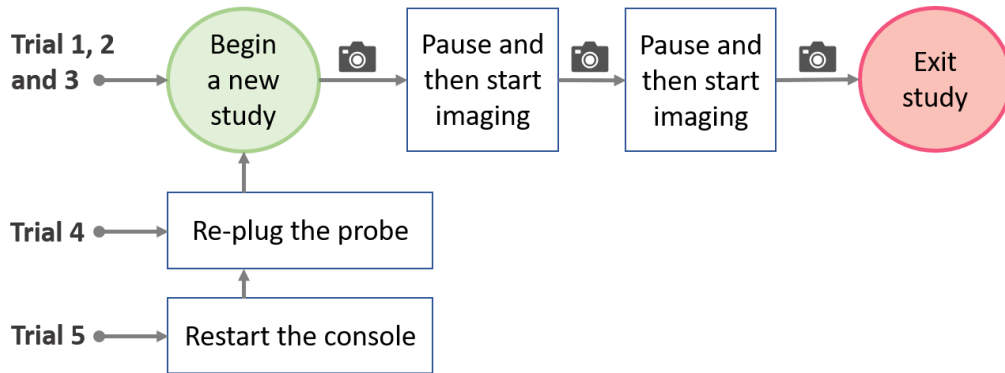 Trial 1, 2
and 3
Begin
a new
study
Pause and
then start
imaging
Pause and
then start
imaging
Exit
study
Trial 4
Re-plug the probe
Trial 5
Restart the console